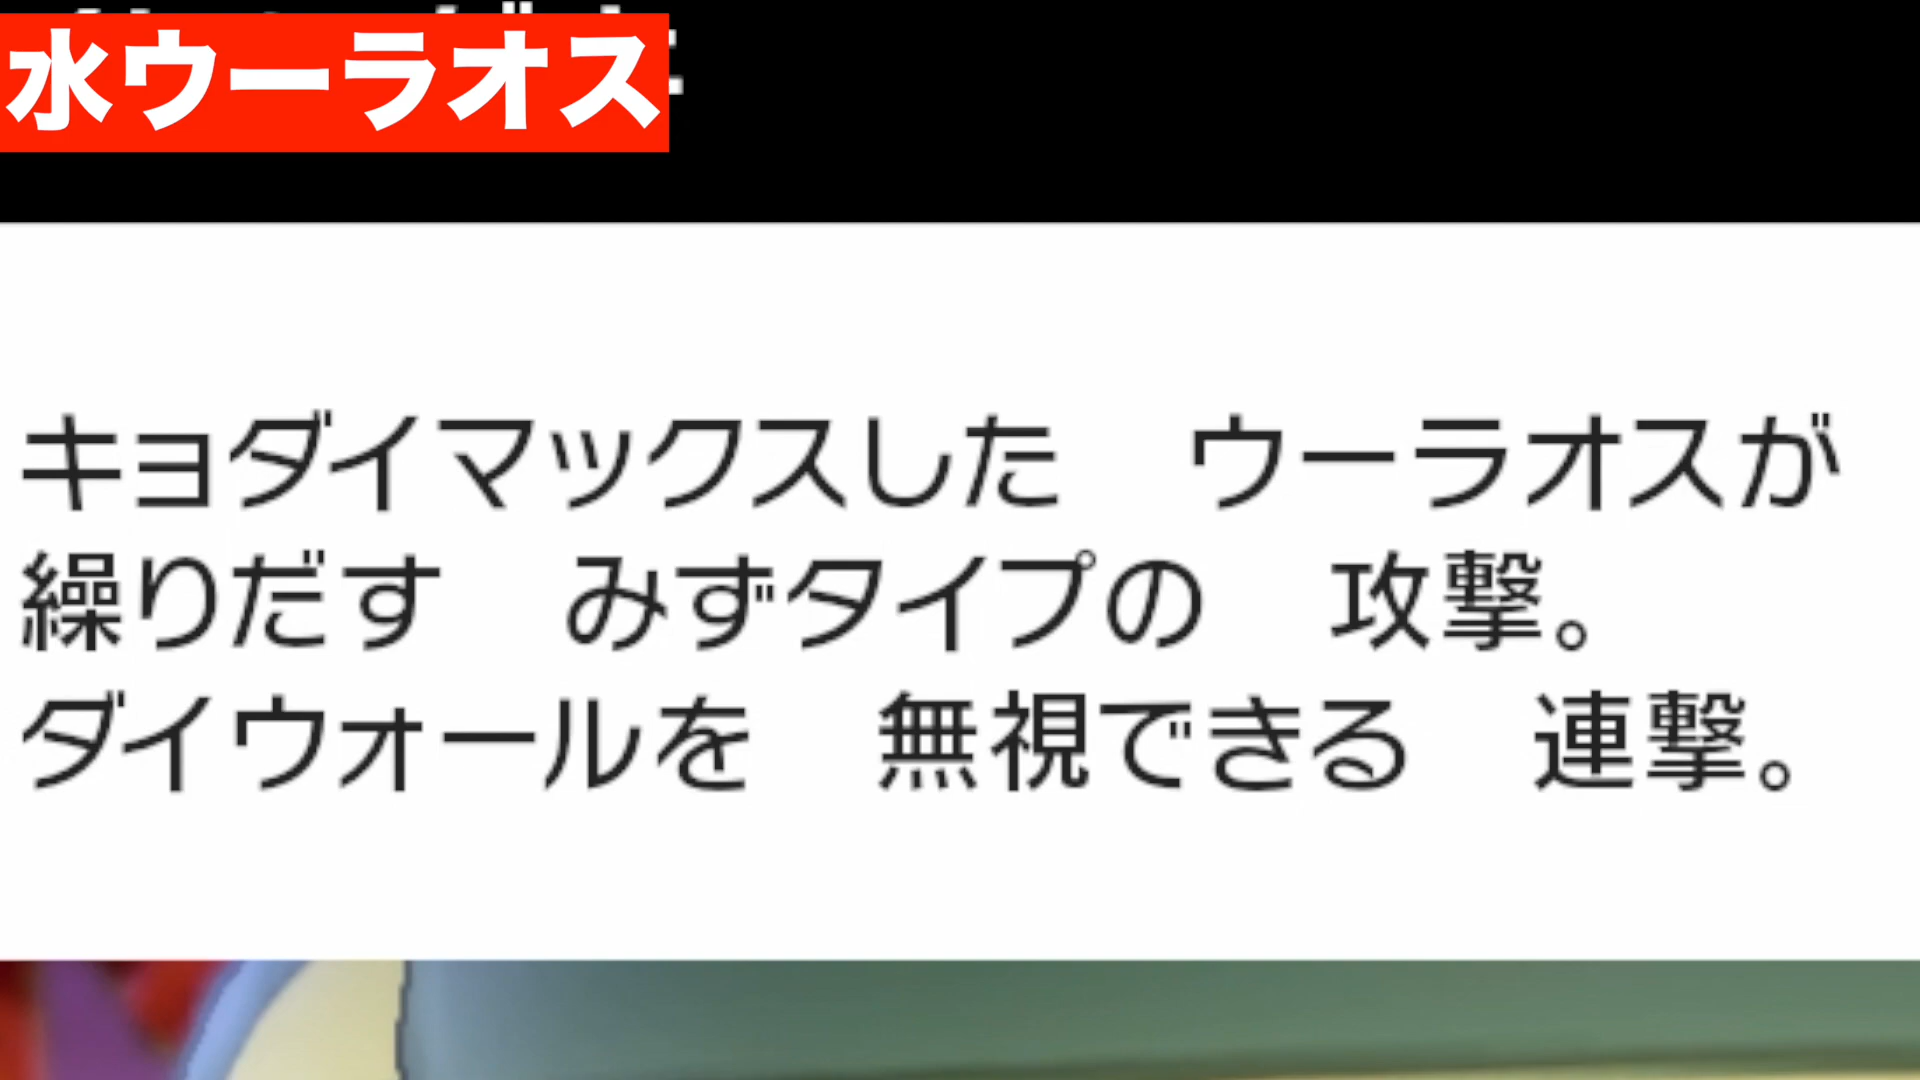 水ウーラオス
キョダイマックスした　ウーラオスが
繰りだす　みずタイプの　攻撃。
ダイウォールを　無視できる　連撃。